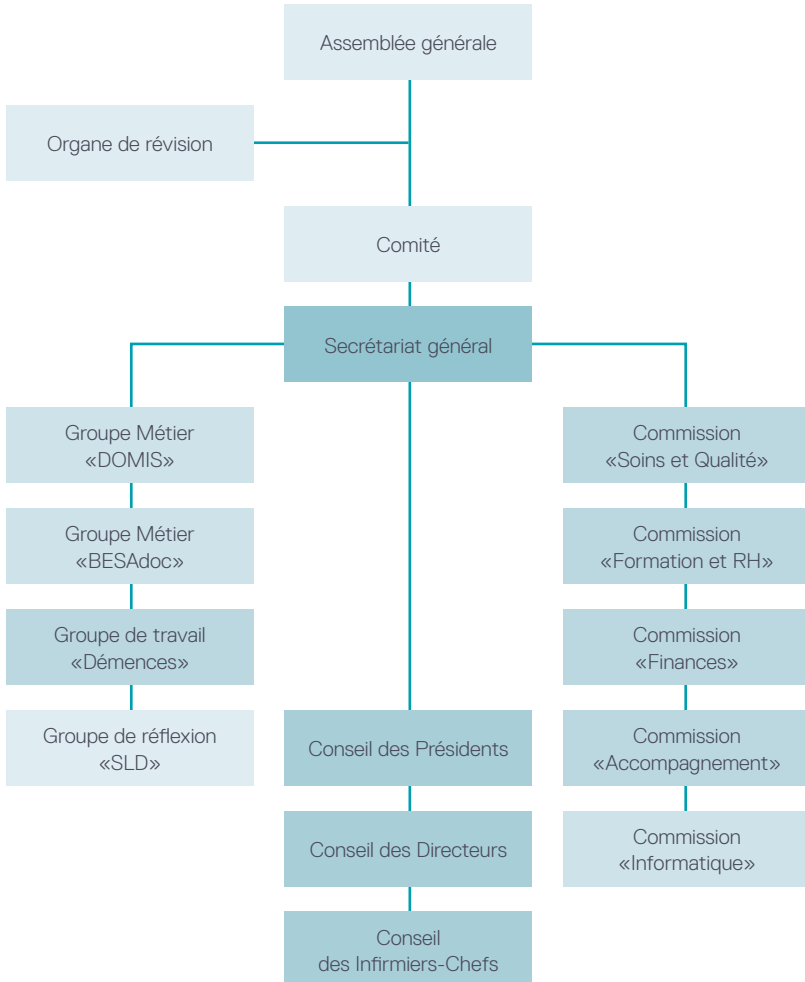 Assemblée générale
Organe de révision
Comité
Secrétariat général
Groupe Métier
«DOMIS»
Groupe Métier
«BESAdoc»
Groupe de travail
«Démences»
Groupe de réflexion
«SLD»
Conseil des Présidents
Conseil des Directeurs
Conseil
des Infirmiers-Chefs
Commission
«Soins et Qualité»
Commission
«Formation et RH»
Commission
«Finances»
Commission
«Accompagnement»
Commission
«Informatique»